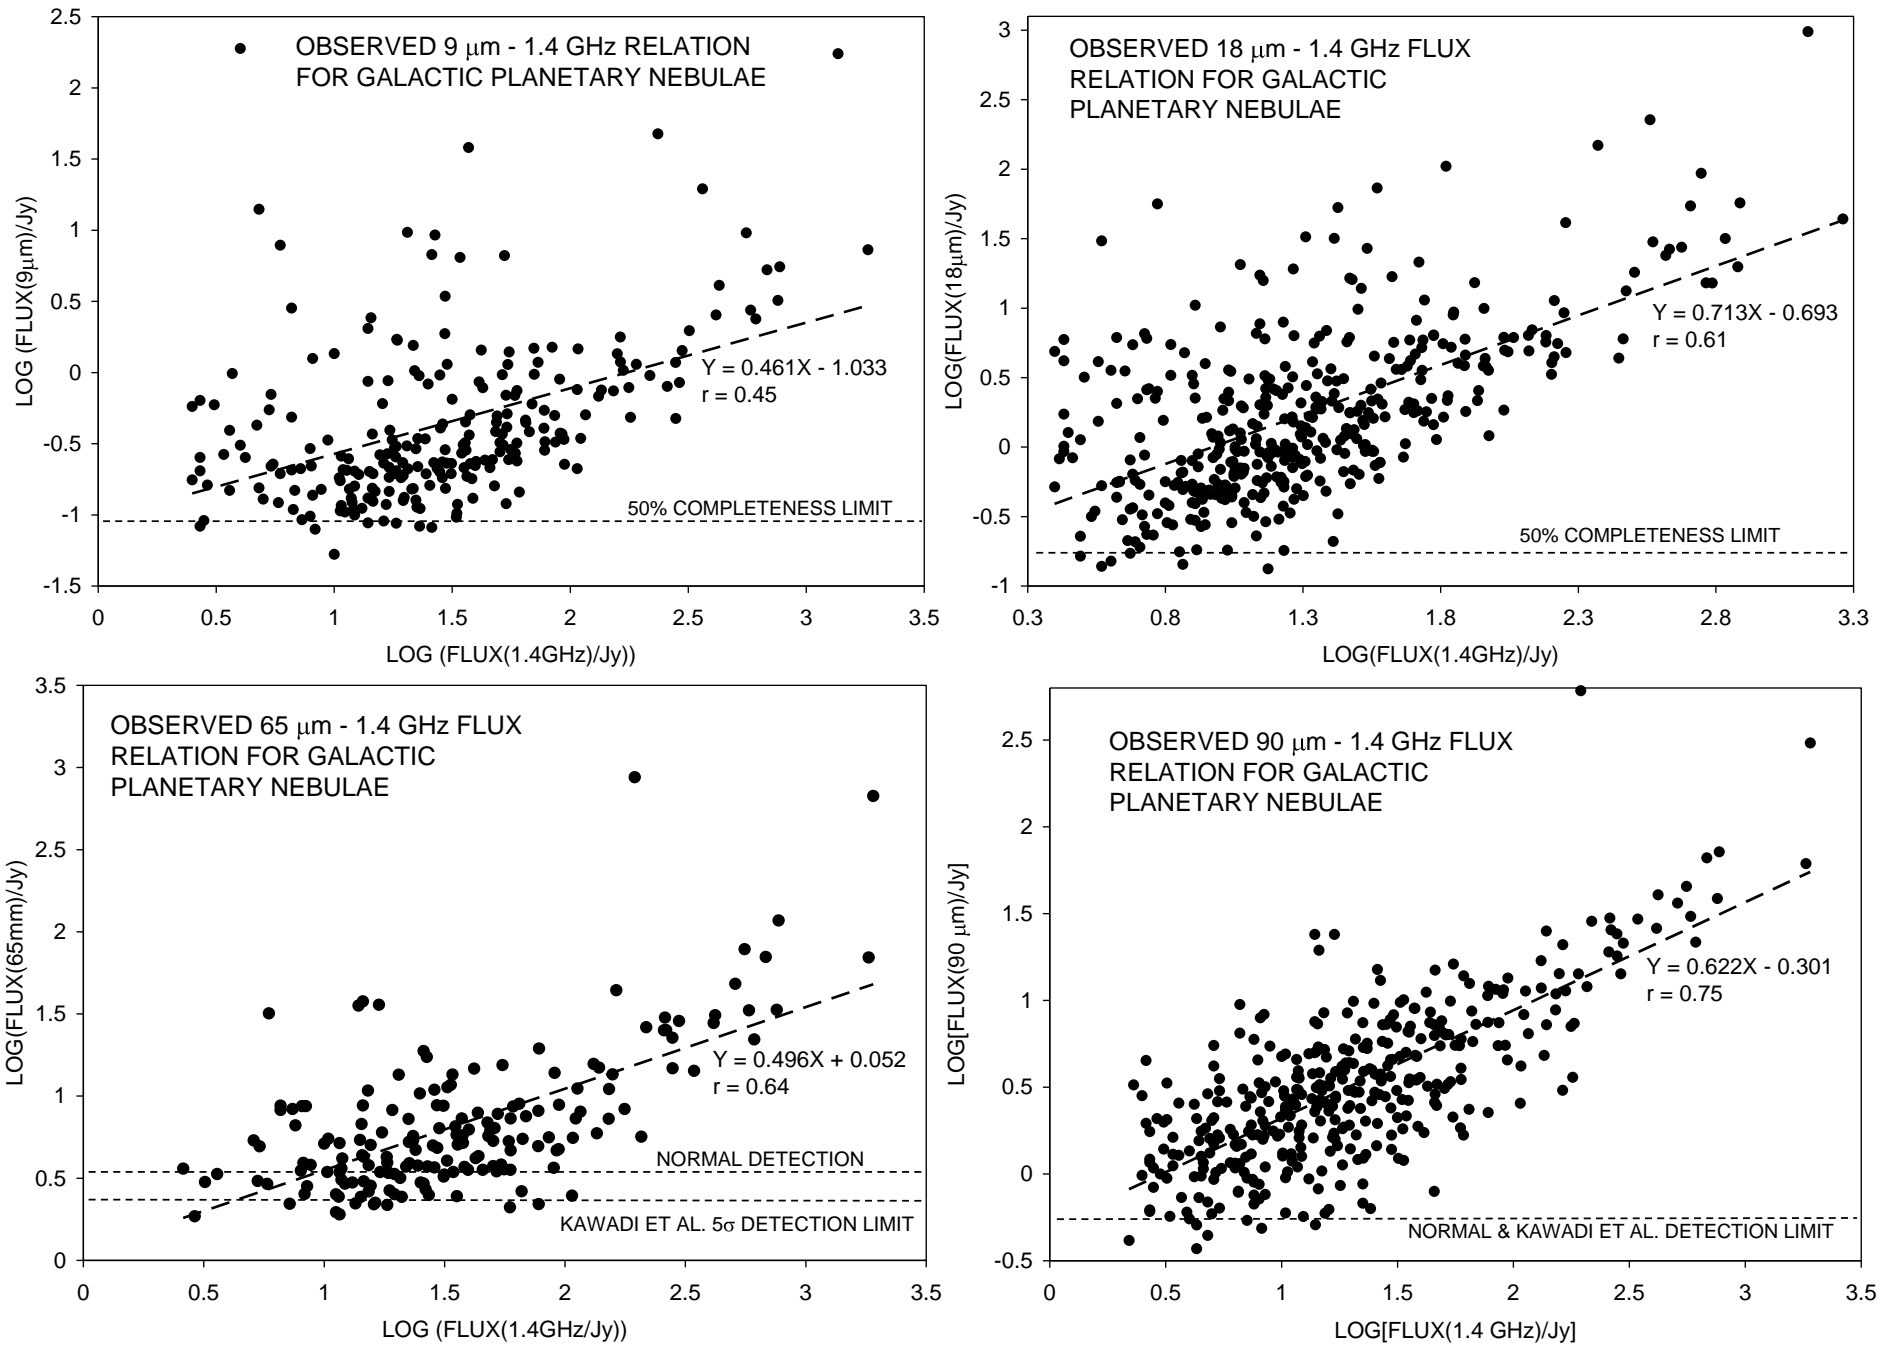 OBSERVED 9 μm - 1.4 GHz RELATION
FOR GALACTIC PLANETARY NEBULAE
LOG (FLUX(9μm)/Jy)
2.5
2
1.5
1
0.5
0
-0.5
-1
-1.5
Y = 0.461X - 1.033
r = 0.45
50% COMPLETENESS LIMIT
0 0.5 1 1.5 2 2.5 3 3.5
LOG (FLUX(1.4GHz)/Jy))
OBSERVED 18 μm - 1.4 GHz FLUX
RELATION FOR GALACTIC
PLANETARY NEBULAE
LOG(FLUX(18μm)/Jy)
3
2.5
2
1.5
1
0.5
0
-0.5
-1
Y = 0.713X - 0.693
r = 0.61
50% COMPLETENESS LIMIT
0.3 0.8 1.3 1.8 2.3 2.8 3.3
LOG(FLUX(1.4GHz)/Jy)
OBSERVED 65 μm - 1.4 GHz FLUX
RELATION FOR GALACTIC
PLANETARY NEBULAE
LOG(FLUX(65mm)/Jy)
3.5
3
2.5
2
1.5
1
0.5
0
Y = 0.496X + 0.052
r = 0.64
NORMAL DETECTION
KAWADI ET AL. 5σ DETECTION LIMIT
0 0.5 1 1.5 2 2.5 3 3.5
LOG (FLUX(1.4GHz/Jy))
OBSERVED 90 μm - 1.4 GHz FLUX
RELATION FOR GALACTIC
PLANETARY NEBULAE
LOG[FLUX(90 μm)/Jy]
2.5
2
1.5
1
0.5
0
-0.5
Y = 0.622X - 0.301
r = 0.75
NORMAL & KAWADI ET AL. DETECTION LIMIT
0 0.5 1 1.5 2 2.5 3 3.5
LOG[FLUX(1.4 GHz)/Jy]